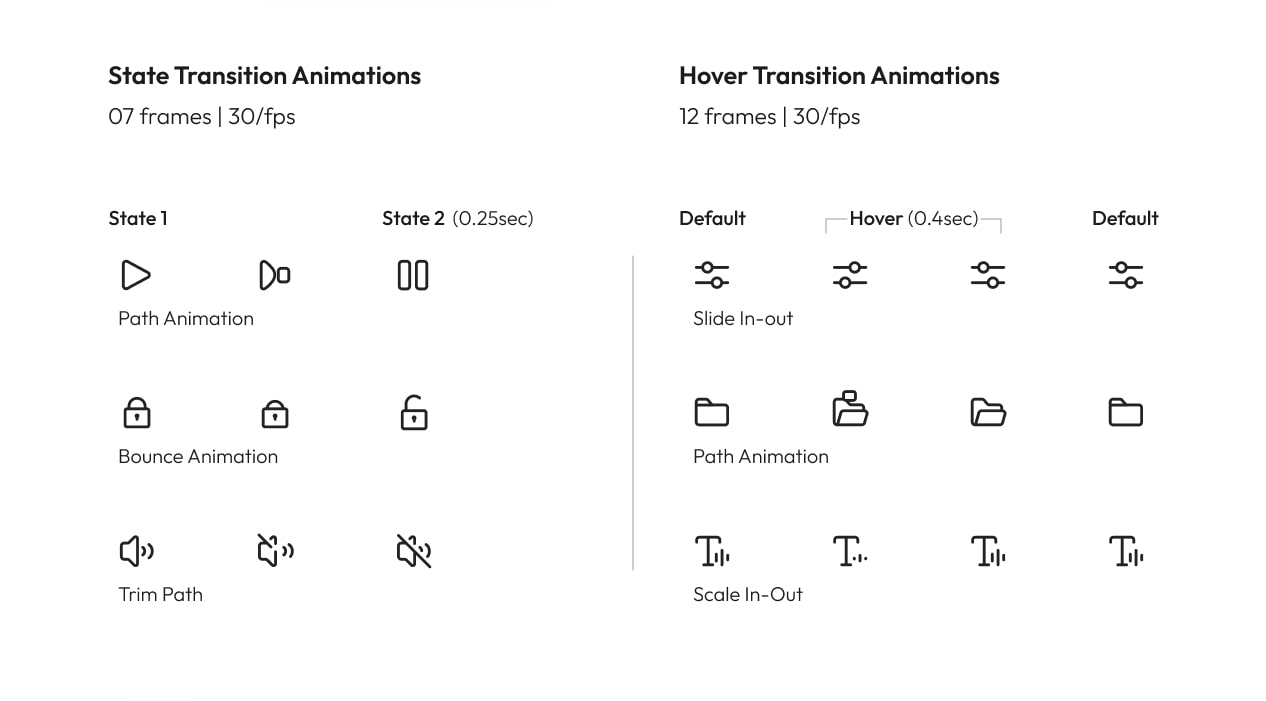 State Transition Animations
07 frames | 30/fps
State 1
State 2 (0.25sec)
Path Animation
Bounce Animation
Trim Path
Hover Transition Animations
12 frames | 30/fps
Default
Hover (0.4sec)
Default
Slide In-out
Path Animation
Scale In-Out